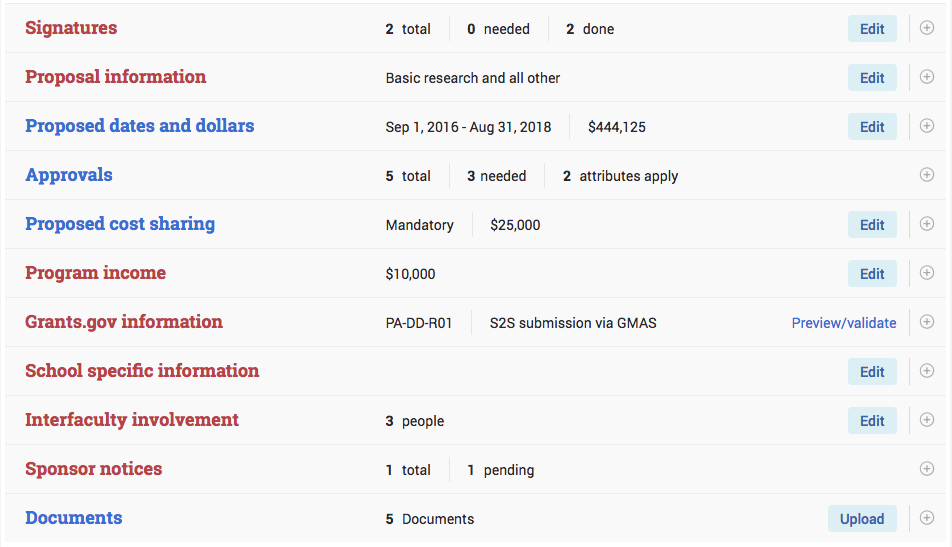 Signatures 2 total 0 needed 2 done Edit
Proposal information Basic research and all other Edit
Proposed dates and dollars Sep 1, 2016 - Aug 31, 2018 $444,125 Edit
Approvals 5 total 3 needed 2 attributes apply
Proposed cost sharing Mandatory $25,000 Edit
Program income $10,000 Edit
Grants.gov information PA-DD-R01 S2S submission via GMAS Preview/validate
School specific information Edit
Interfaculty involvement 3 people Edit
Sponsor notices 1 total 1 pending
Documents 5 Documents Upload